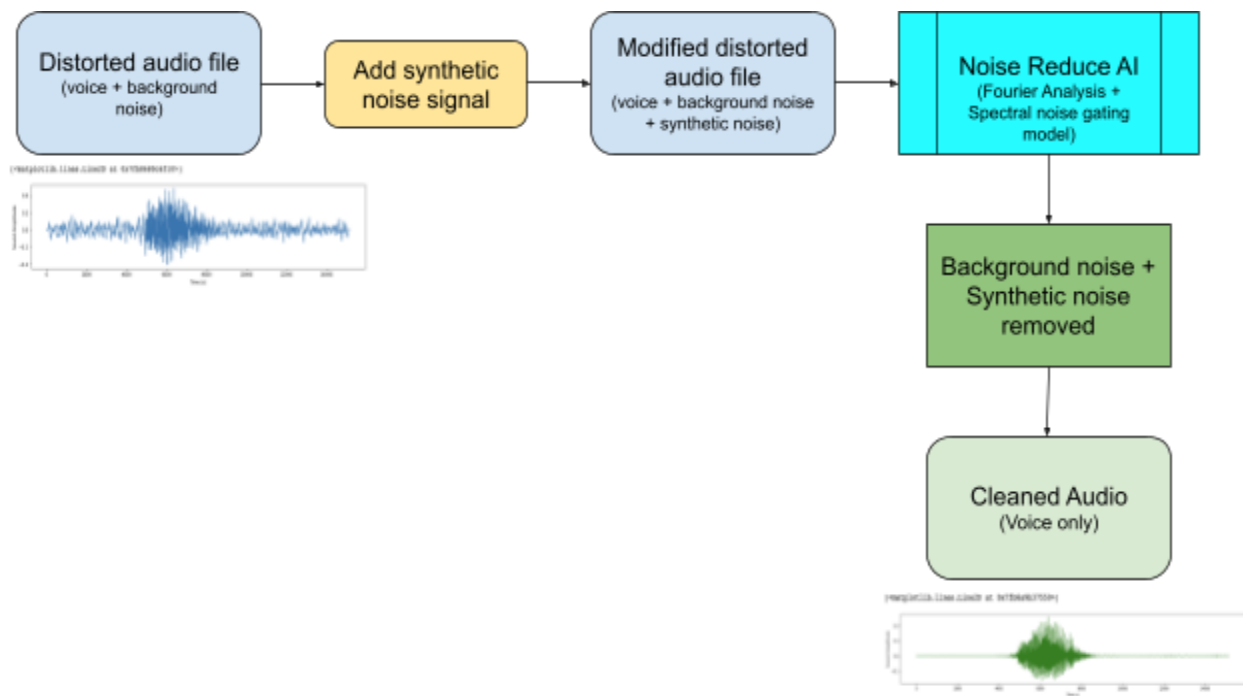 Distorted audio file
(voice + background
noise)
Add synthetic
noise signal
Modified distorted
audio file
(voice + background noise
+ synthetic noise)
Noise Reduce AI
(Fourier Analysis +
Spectral noise gating
model)
Background noise +
Synthetic noise
removed
Cleaned Audio
(Voice only)